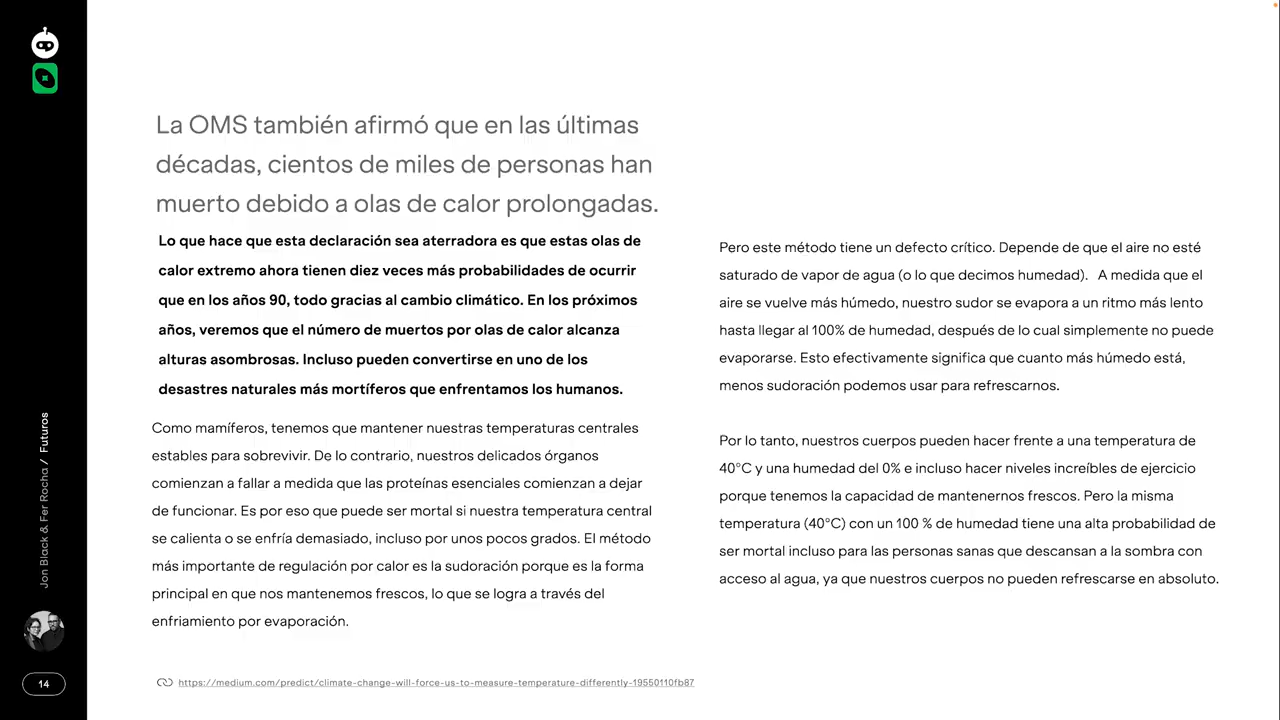 La OMS también afirmó que en las últimas
décadas, cientos de miles de personas han
muerto debido a olas de calor prolongadas.
Lo que hace que esta declaración sea aterradora es que estas olas de
calor extremo ahora tienen diez veces más probabilidades de ocurrir
que en los años 90, todo gracias al cambio climático. En los próximos
años, veremos que el número de muertos por olas de calor alcanza
alturas asombrosas. Incluso pueden convertirse en uno de los
desastres naturales más mortíferos que enfrentamos los humanos.
Como mamíferos, tenemos que mantener nuestras temperaturas centrales
estables para sobrevivir. De lo contrario, nuestros delicados órganos
comienzan a fallar a medida que las proteínas esenciales comienzan a dejar
de funcionar. Es por eso que puede ser mortal si nuestra temperatura central
se calienta o se enfría demasiado, incluso por unos pocos grados. El método
más importante de regulación por calor es la sudoración porque es la forma
principal en que nos mantenemos frescos, lo que se logra a través del
enfriamiento por evaporación.
Pero este método tiene un defecto crítico. Depende de que el aire no esté
saturado de vapor de agua (o lo que decimos humedad). A medida que el
aire se vuelve más húmedo, nuestro sudor se evapora a un ritmo más lento
hasta llegar al 100% de humedad, después de lo cual simplemente no puede
evaporarse. Esto efectivamente significa que cuanto más húmedo está,
menos sudoración podemos usar para refrescarnos.
Por lo tanto, nuestros cuerpos pueden hacer frente a una temperatura de
40°C y una humedad del 0% e incluso hacer niveles increíbles de ejercicio
porque tenemos la capacidad de mantenernos frescos. Pero la misma
temperatura (40°C) con un 100 % de humedad tiene una alta probabilidad de
ser mortal incluso para las personas sanas que descansan a la sombra con
acceso al agua, ya que nuestros cuerpos no pueden refrescarse en absoluto.
https://medium.com/predict/climate-change-will-force-us-to-measure-temperature-differently-19550110fb87
Jon Black & Fer Rocha / Futuros
14